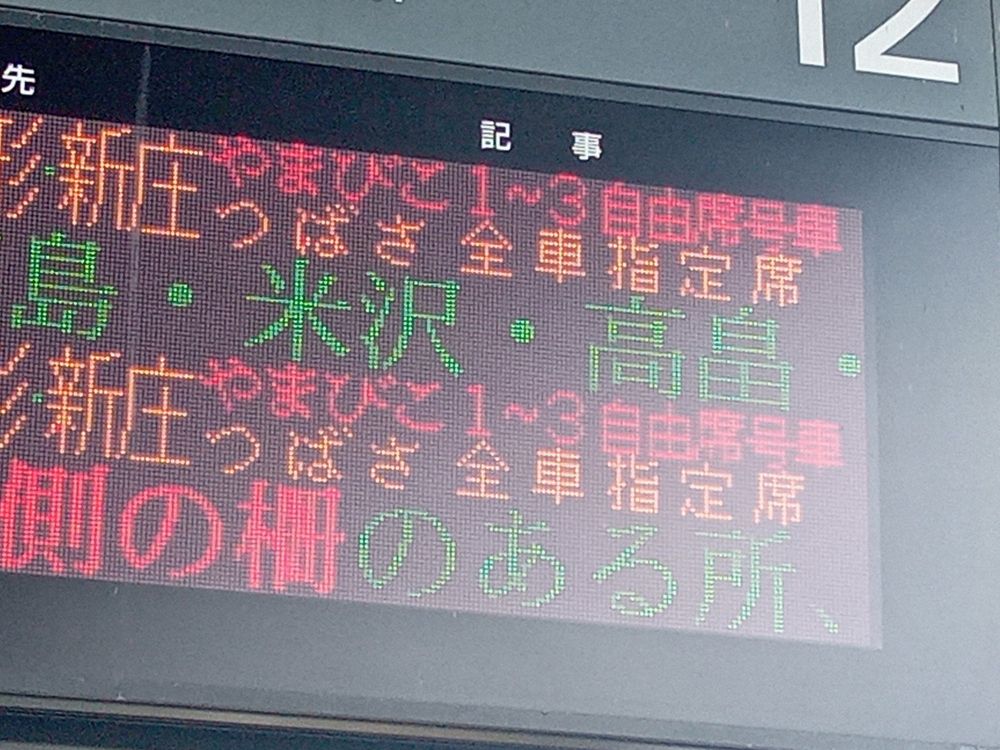 12
先 記事
形・新庄 やまびこ1~3自由席号車
つばさ全車指定席
島・米沢・高畠・
形・新庄 やまびこ1~3自由席号車
つばさ全車指定席
側の柵のある所、